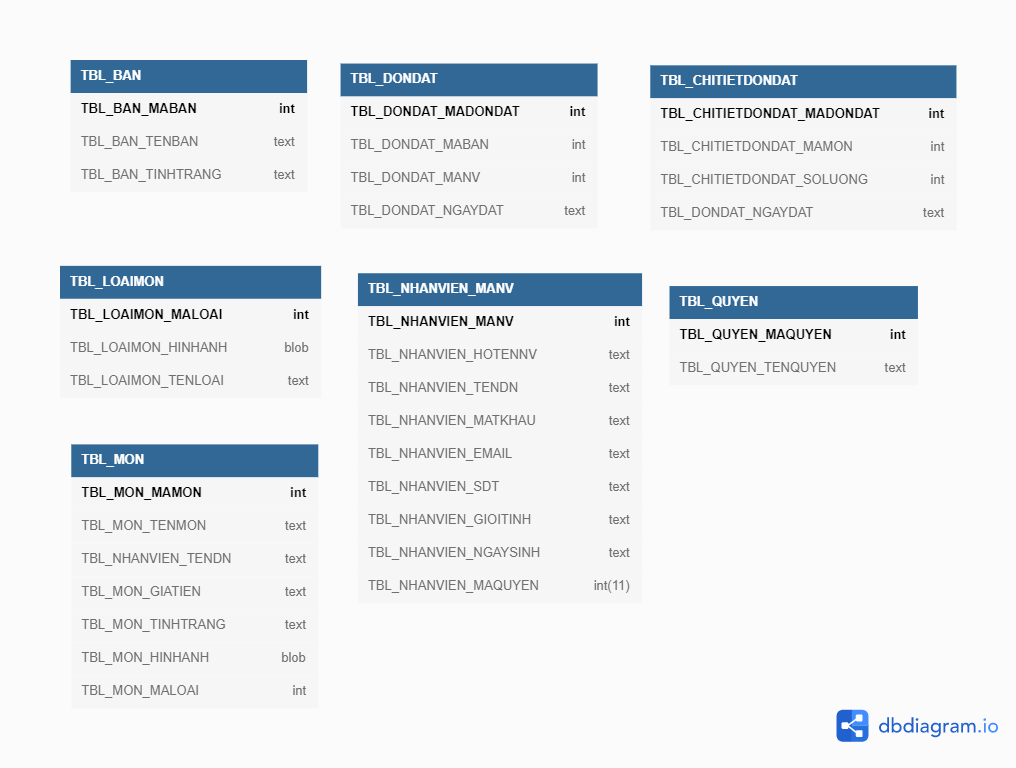 TBL_BAN
TBL_BAN_MABAN int
TBL_BAN_TENBAN text
TBL_BAN_TINHTRANG text
TBL_DONDAT
TBL_DONDAT_MADONDAT int
TBL_DONDAT_MABAN int
TBL_DONDAT_MANV int
TBL_DONDAT_NGAYDAT text
TBL_CHITIETDONDAT
TBL_CHITIETDONDAT_MADONDAT int
TBL_CHITIETDONDAT_MAMON int
TBL_CHITIETDONDAT_SOLUONG int
TBL_DONDAT_NGAYDAT text
TBL_LOAIMON
TBL_LOAIMON_MALOAI int
TBL_LOAIMON_HINHANH blob
TBL_LOAIMON_TENLOAI text
TBL_NHANVIEN_MANV
TBL_NHANVIEN_MANV int
TBL_NHANVIEN_HOTENNV text
TBL_NHANVIEN_TENDN text
TBL_NHANVIEN_MATKHAU text
TBL_NHANVIEN_EMAIL text
TBL_NHANVIEN_SDT text
TBL_NHANVIEN_GIOITINH text
TBL_NHANVIEN_NGAYSINH text
TBL_NHANVIEN_MAQUYEN int(11)
TBL_QUYEN
TBL_QUYEN_MAQUYEN int
TBL_QUYEN_TENQUYEN text
TBL_MON
TBL_MON_MAMON int
TBL_MON_TENMON text
TBL_NHANVIEN_TENDN text
TBL_MON_GIATIEN text
TBL_MON_TINHTRANG text
TBL_MON_HINHANH blob
TBL_MON_MALOAI int
dbdiagram.io